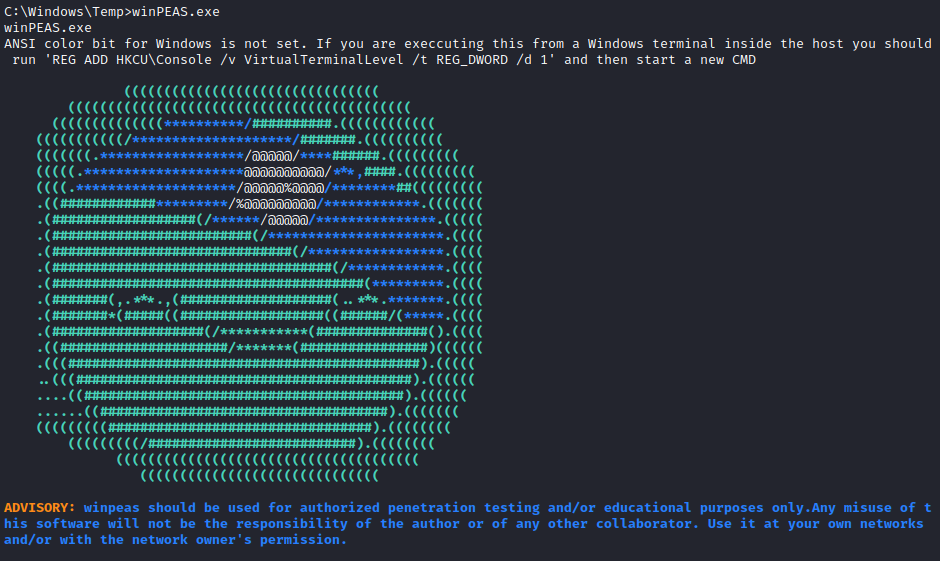 C:\Windows\Temp>winPEAS.exe
winPEAS.exe
ANSI color bit for Windows is not set. If you are execcuting this from a Windows terminal inside the host you should
 run 'REG ADD HKCU\Console /v VirtualTerminalLevel /t REG_DWORD /d 1' and then start a new CMD
ADVISORY: winpeas should be used for authorized penetration testing and/or educational purposes only.Any misuse of t
his software will not be the responsibility of the author or of any other collaborator. Use it at your own networks
and/or with the network owner's permission.